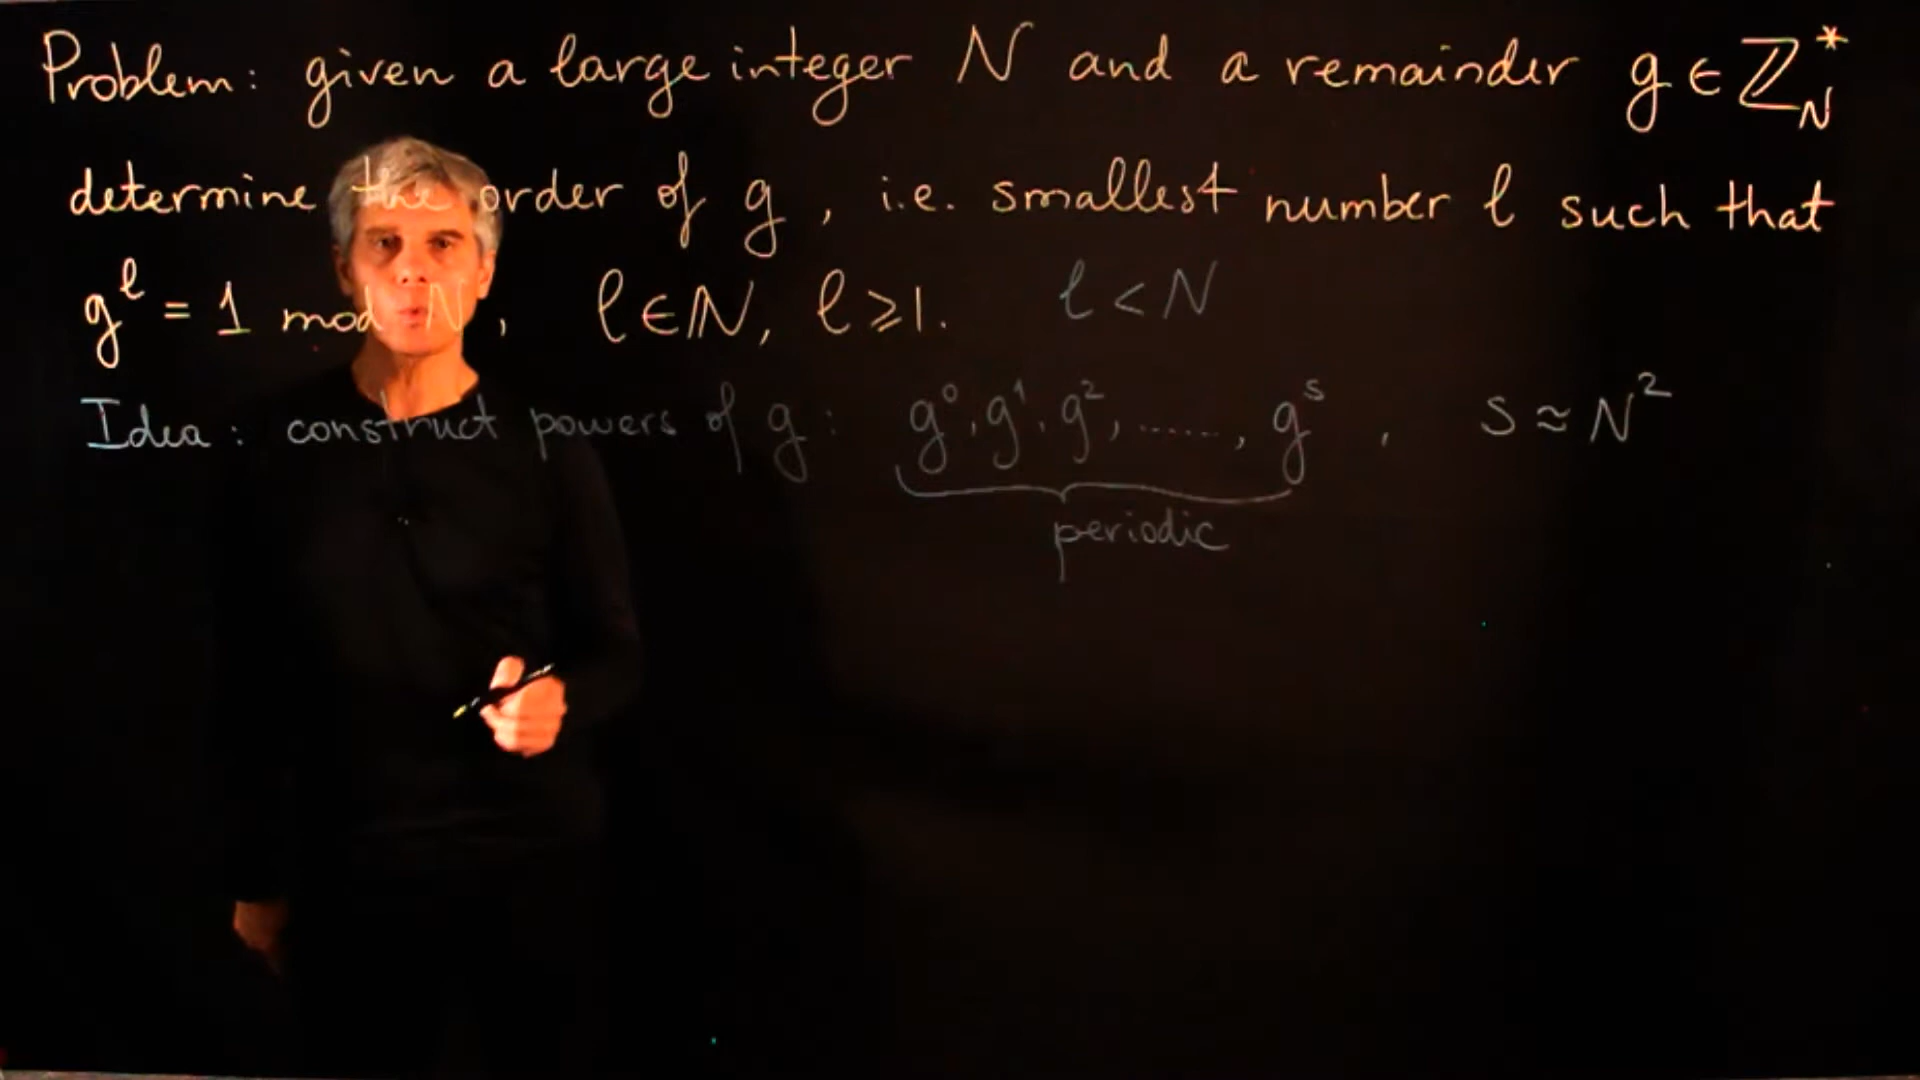 Problem: given a large integer N and a remainder g ∈ ℤ*_N
determine the order of g, i.e. smallest number ℓ such that
g^ℓ = 1 mod N, ℓ ∈ ℕ, ℓ ⩾ 1. ℓ < N
Idea: construct powers of g: g^0, g^1, g^2, ......, g^s, S ≈ N^2
periodic